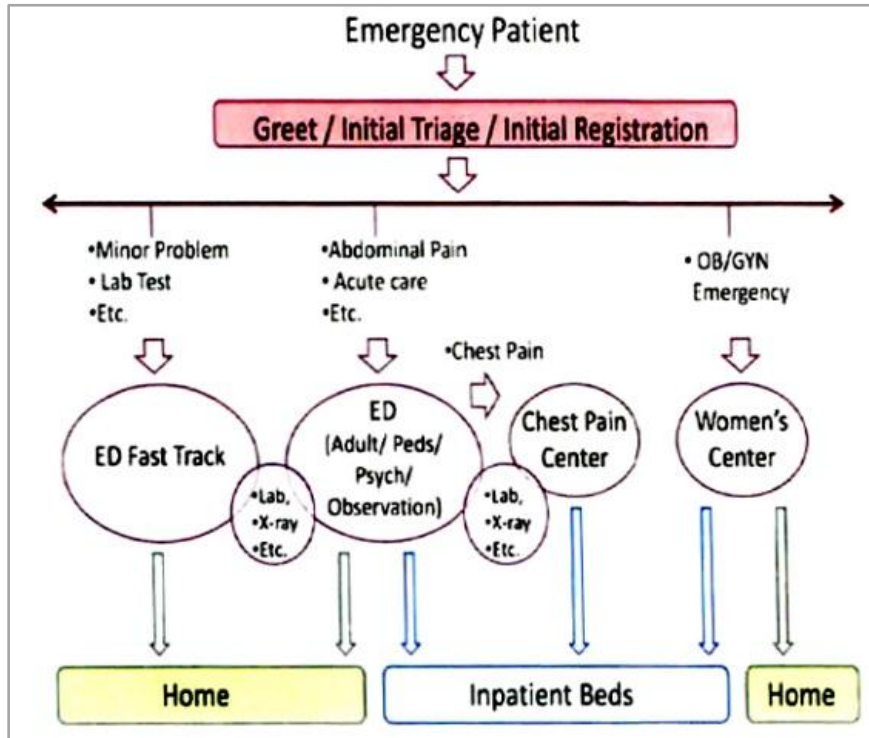 Emergency Patient
Greet / Initial Triage / Initial Registration
•Minor Problem
• Lab Test
•Etc.
•Abdominal Pain
• Acute care
Etc.
• OB/GYN
Emergency
•Chest Pain
ED Fast Track
ED
(Adult/ Peds/
Psych/
Observation)
Chest Pain
Center
Women's
Center
•Lab,
•X-ray
•Etc.
•Lab,
•X-ray
•Etc.
Home
Inpatient Beds
Home